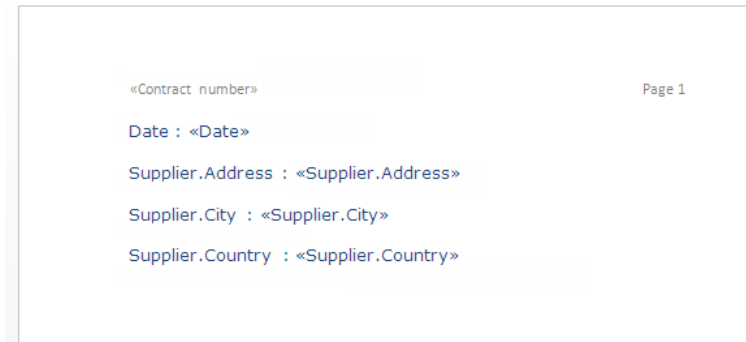 «Contract number» Page 1
Date : «Date»
Supplier.Address : «Supplier.Address»
Supplier.City : «Supplier.City»
Supplier.Country : «Supplier.Country»